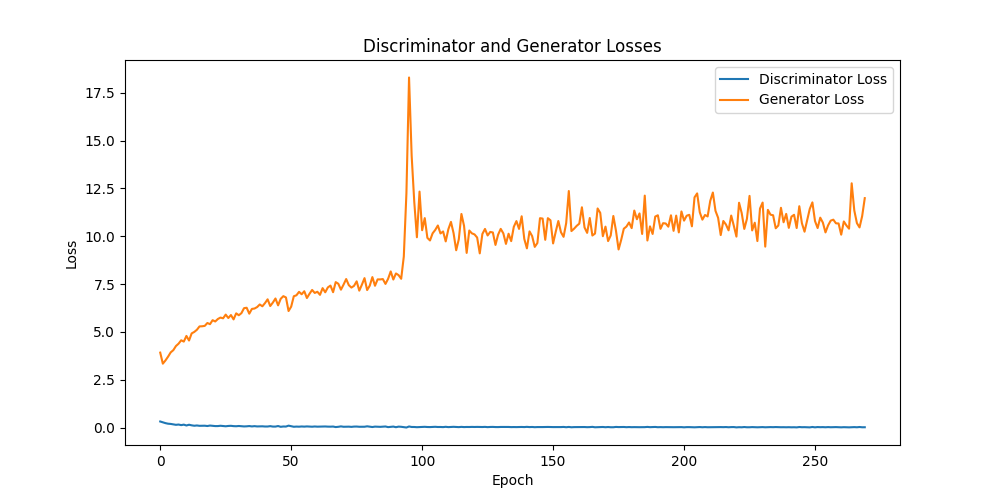 Discriminator and Generator Losses
Discriminator Loss
Generator Loss
17.5
15.0
12.5
10.0
7.5
5.0
2.5
0.0
Loss
0 50 100 150 200 250
Epoch